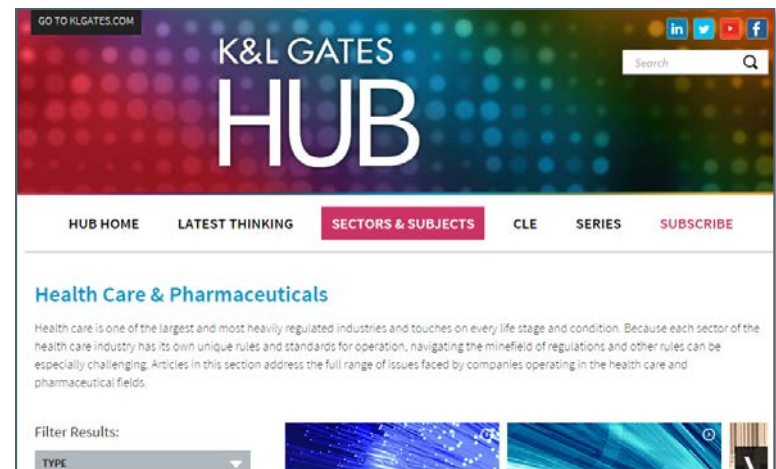 GO TO KLGATES.COM
in
f
Search
K&L GATES
HUB
HUB HOME LATEST THINKING SECTORS & SUBJECTS CLE SERIES SUBSCRIBE
Health Care & Pharmaceuticals
Health care is one of the largest and most heavily regulated industries and touches on every life stage and condition. Because each sector of the
health care industry has its own unique rules and standards for operation, navigating the minefield of regulations and other rules can be
especially challenging. Articles in this section address the full range of issues faced by companies operating in the health care and
pharmaceutical fields.
Filter Results:
TYPE